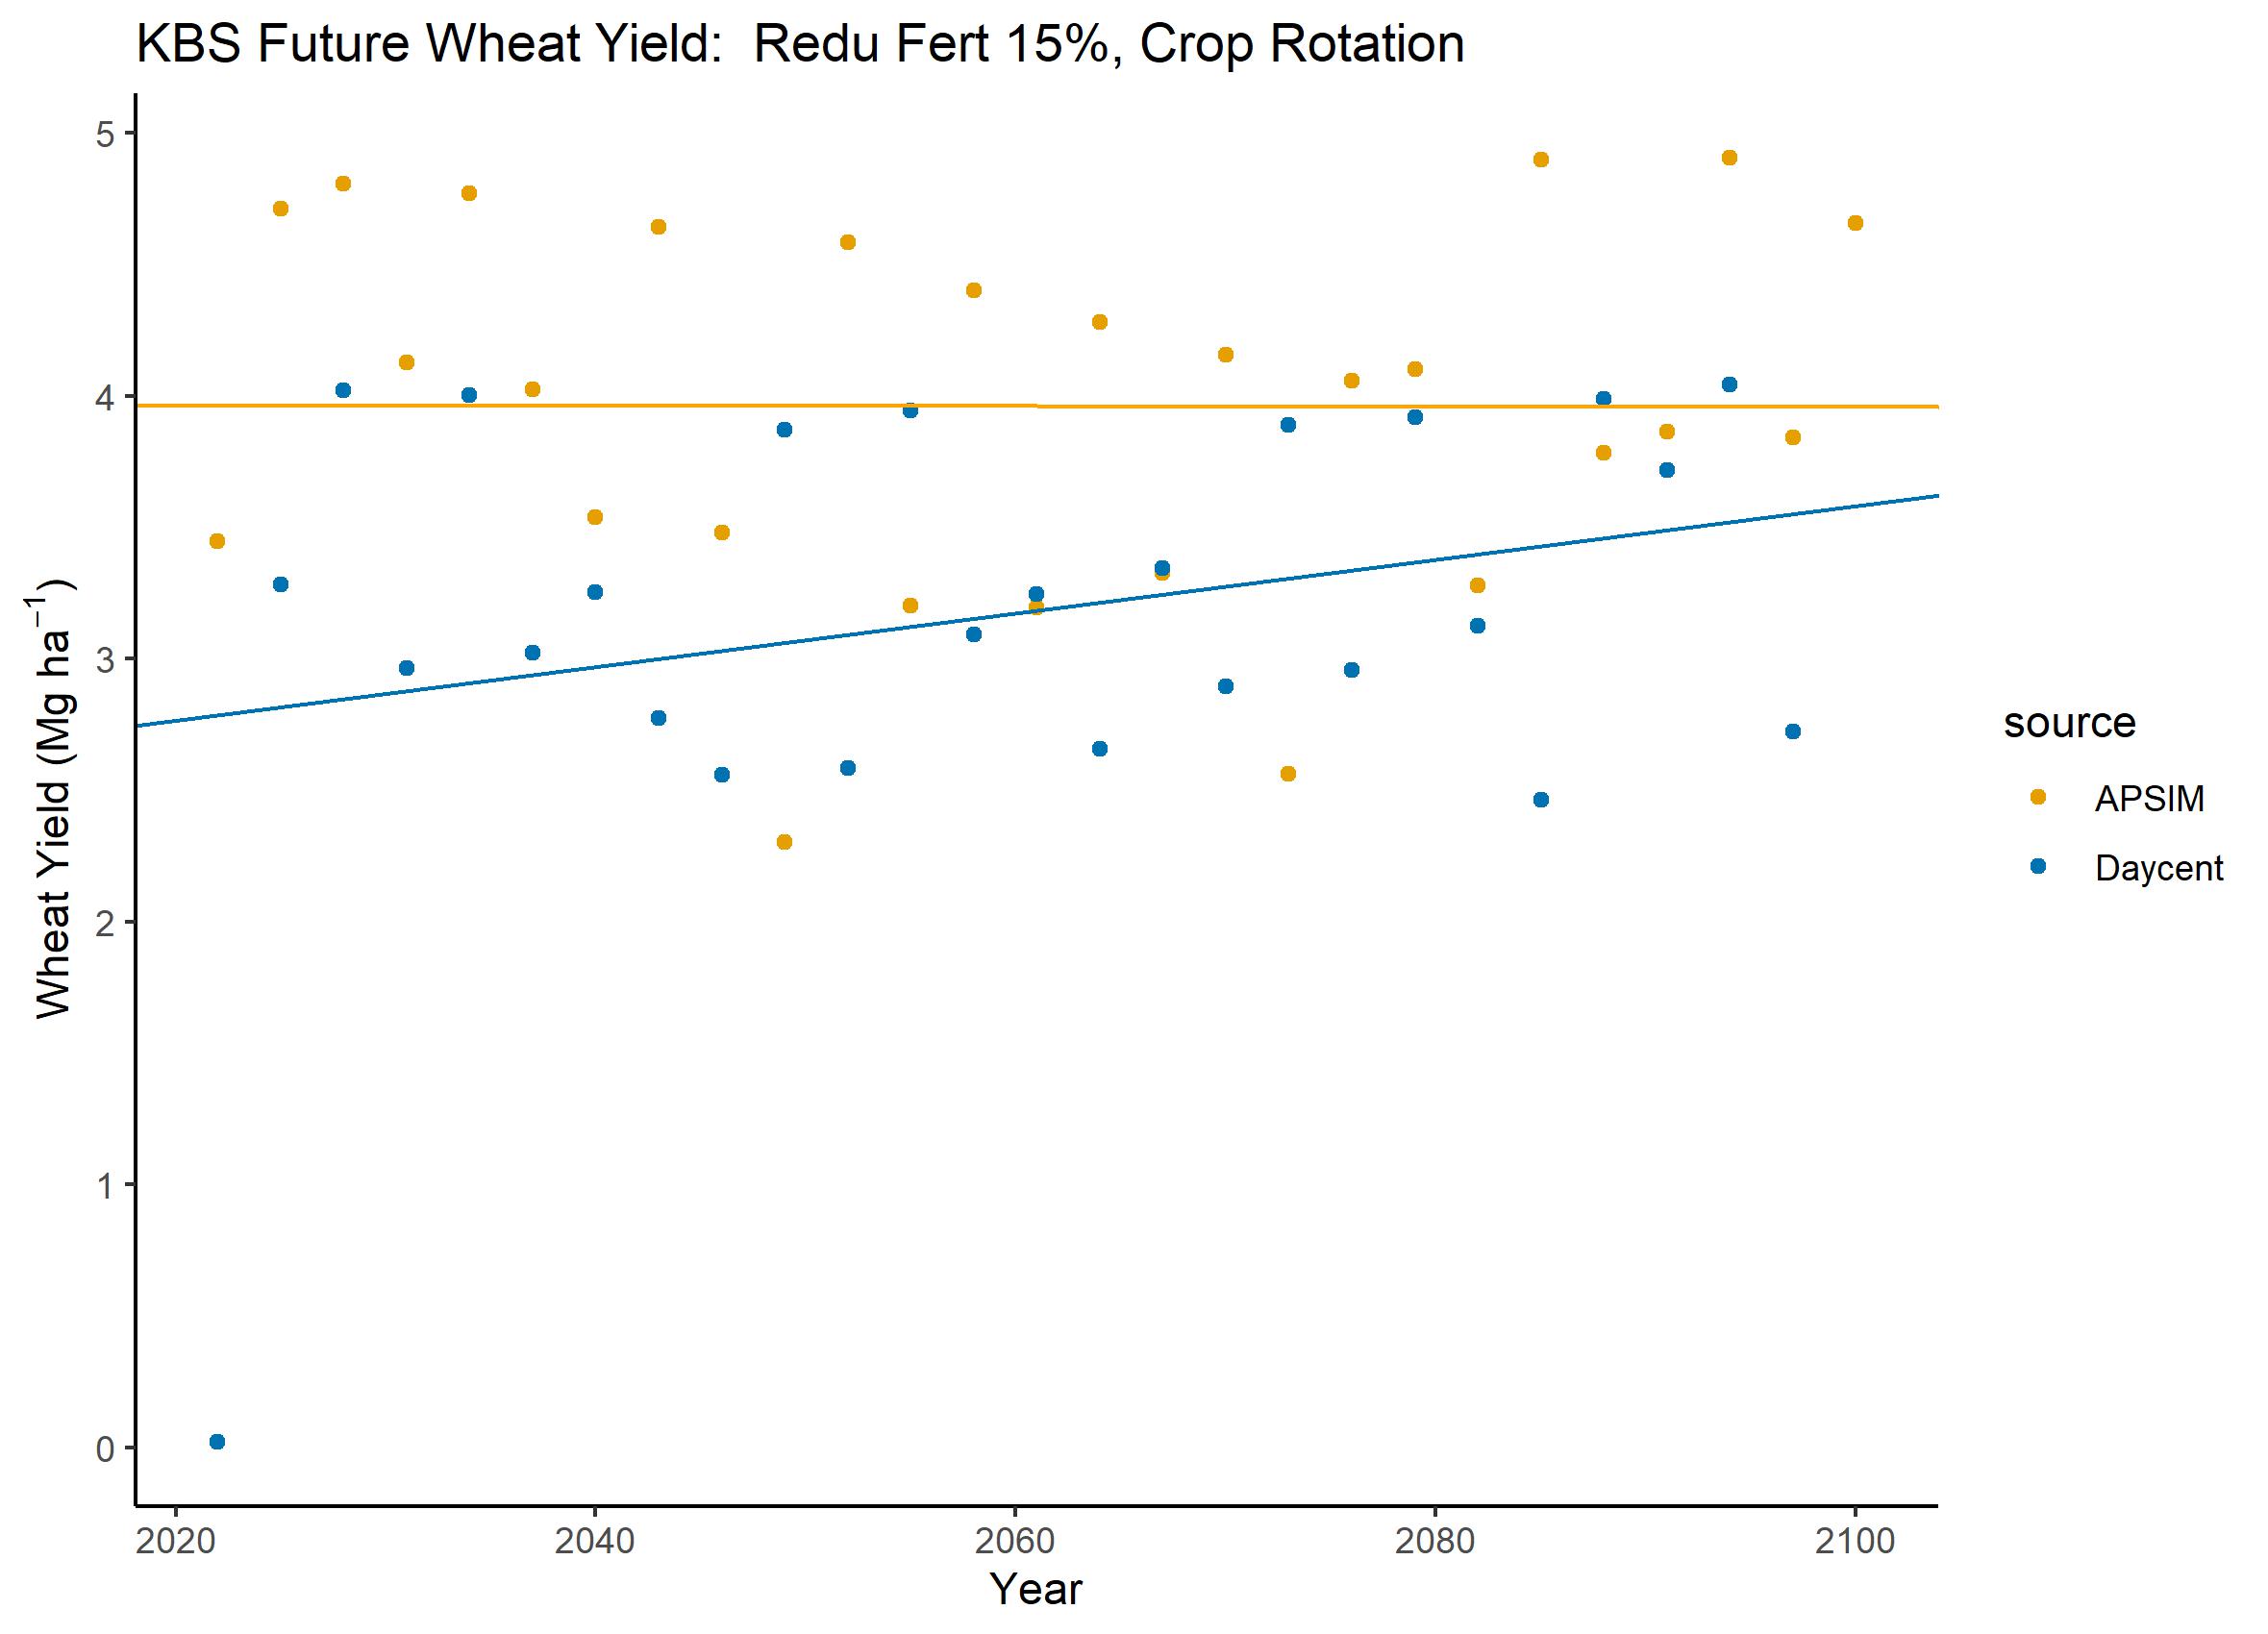 KBS Future Wheat Yield:  Redu Fert 15%, Crop Rotation
Wheat Yield (Mg ha⁻¹)
5
4
3
2
1
0
2020 2040 2060 2080 2100
Year
source
APSIM
Daycent